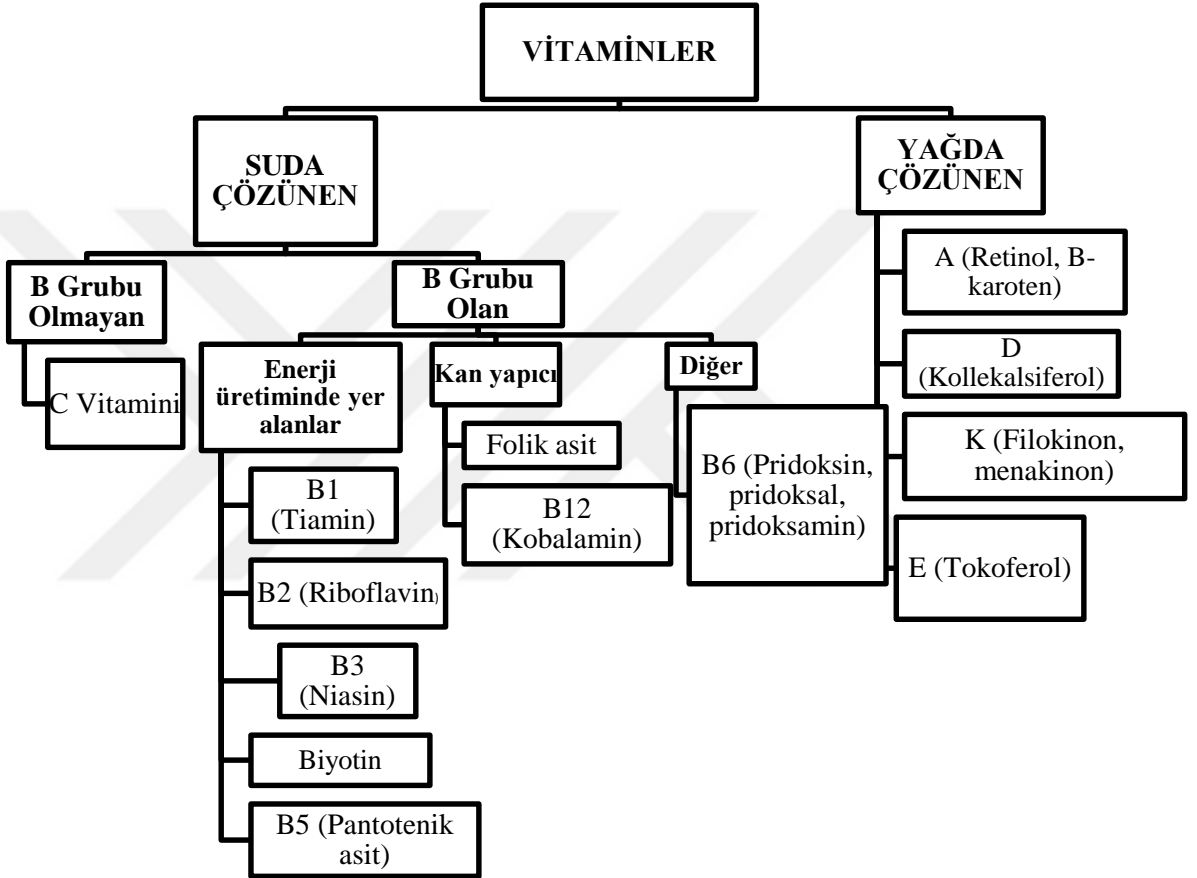 VİTAMİNLER
SUDA
ÇÖZÜNEN
B Grubu
Olmayan
C Vitamini
B Grubu
Olan
Enerji
üretiminde yer
alanlar
B1
(Tiamin)
B2 (Riboflavin)
B3
(Niasin)
Biyotin
B5 (Pantotenik
asit)
Kan yapıcı
Folik asit
B12
(Kobalamin)
Diğer
B6 (Pridoksin,
pridoksal,
pridoksamin)
YAĞDA
ÇÖZÜNEN
A (Retinol, B-
karoten)
D
(Kollekalsiferol)
K (Filokinon,
menakinon)
E (Tokoferol)